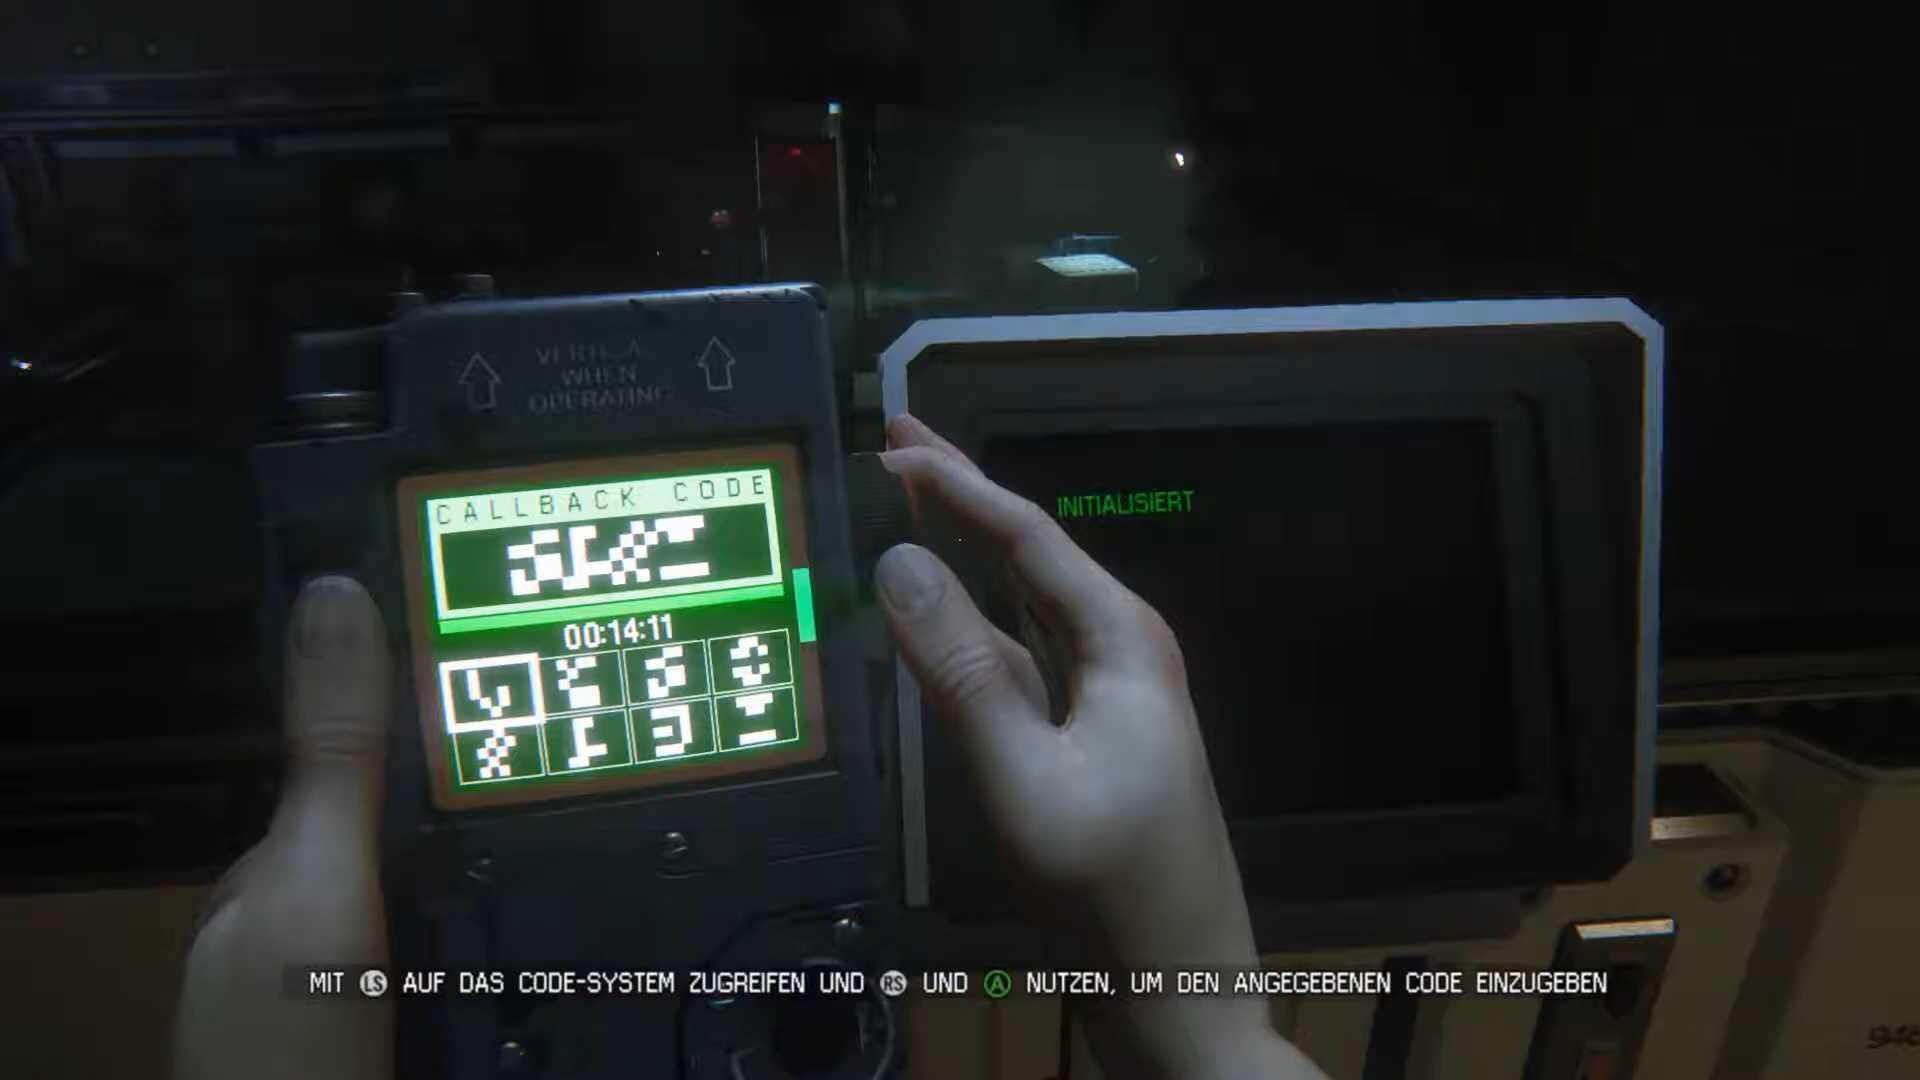 WHEN
OPERATING
CALLBACK CODE
00:14:11
INITIALISIERT
MIT LS AUF DAS CODE-SYSTEM ZUGREIFEN UND RS UND A NUTZEN, UM DEN ANGEGEBENEN CODE EINZUGEBEN